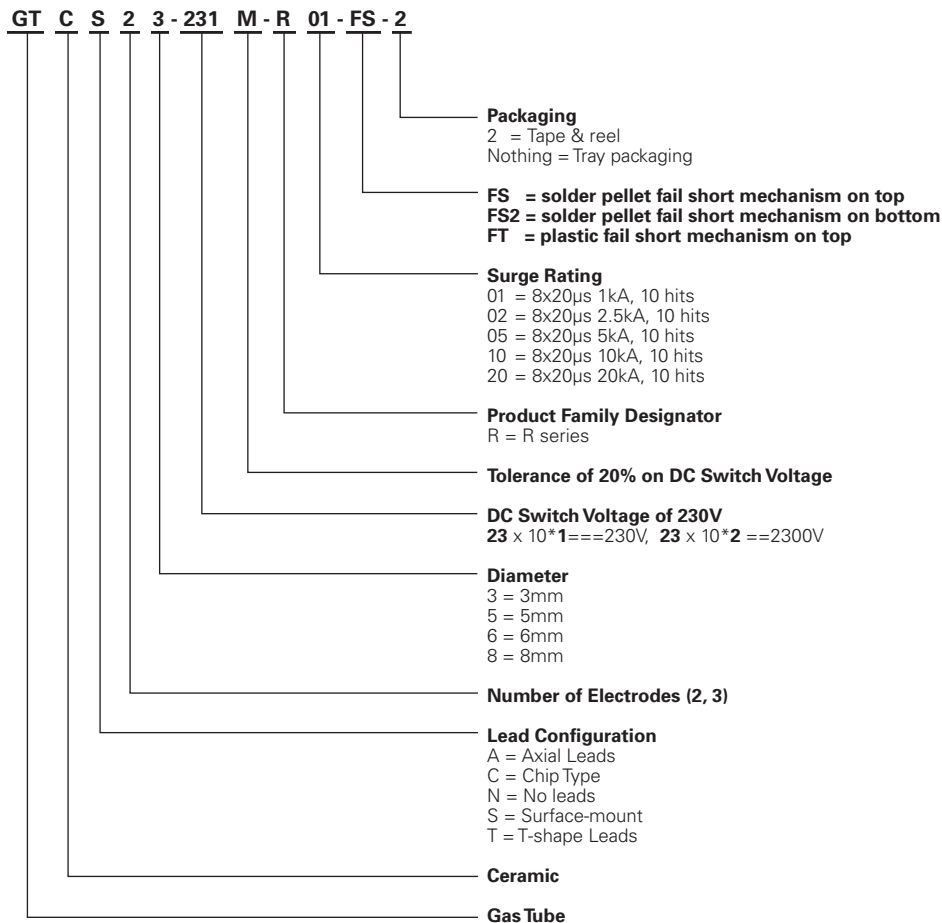 GT C S 2 3 - 231 M - R 01 - FS - 2
Packaging
2 = Tape & reel
Nothing = Tray packaging
FS = solder pellet fail short mechanism on top
FS2 = solder pellet fail short mechanism on bottom
FT = plastic fail short mechanism on top
Surge Rating
01 = 8x20µs 1kA, 10 hits
02 = 8x20µs 2.5kA, 10 hits
05 = 8x20µs 5kA, 10 hits
10 = 8x20µs 10kA, 10 hits
20 = 8x20µs 20kA, 10 hits
Product Family Designator
R = R series
Tolerance of 20% on DC Switch Voltage
DC Switch Voltage of 230V
23 x 10*1===230V, 23 x 10*2 ==2300V
Diameter
3 = 3mm
5 = 5mm
6 = 6mm
8 = 8mm
Number of Electrodes (2, 3)
Lead Configuration
A = Axial Leads
C = Chip Type
N = No leads
S = Surface-mount
T = T-shape Leads
Ceramic
Gas Tube